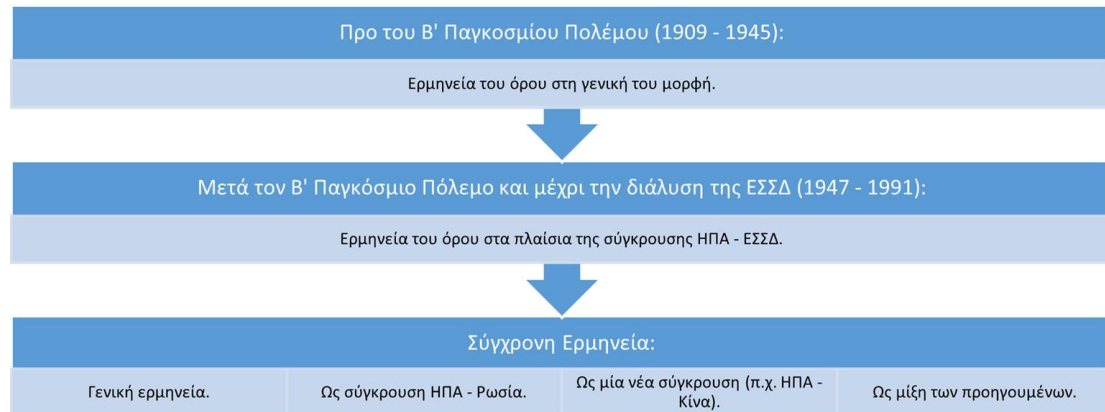 Προ του Β' Παγκοσμίου Πολέμου (1909 - 1945):
Ερμηνεία του όρου στη γενική του μορφή.
Μετά τον Β' Παγκόσμιο Πόλεμο και μέχρι την διάλυση της ΕΣΣΔ (1947 - 1991):
Ερμηνεία του όρου στα πλαίσια της σύγκρουσης ΗΠΑ - ΕΣΣΔ.
Σύγχρονη Ερμηνεία:
Γενική ερμηνεία.
Ως σύγκρουση ΗΠΑ - Ρωσία.
Ως μία νέα σύγκρουση (π.χ. ΗΠΑ -
Κίνα).
Ως μίξη των προηγουμένων.